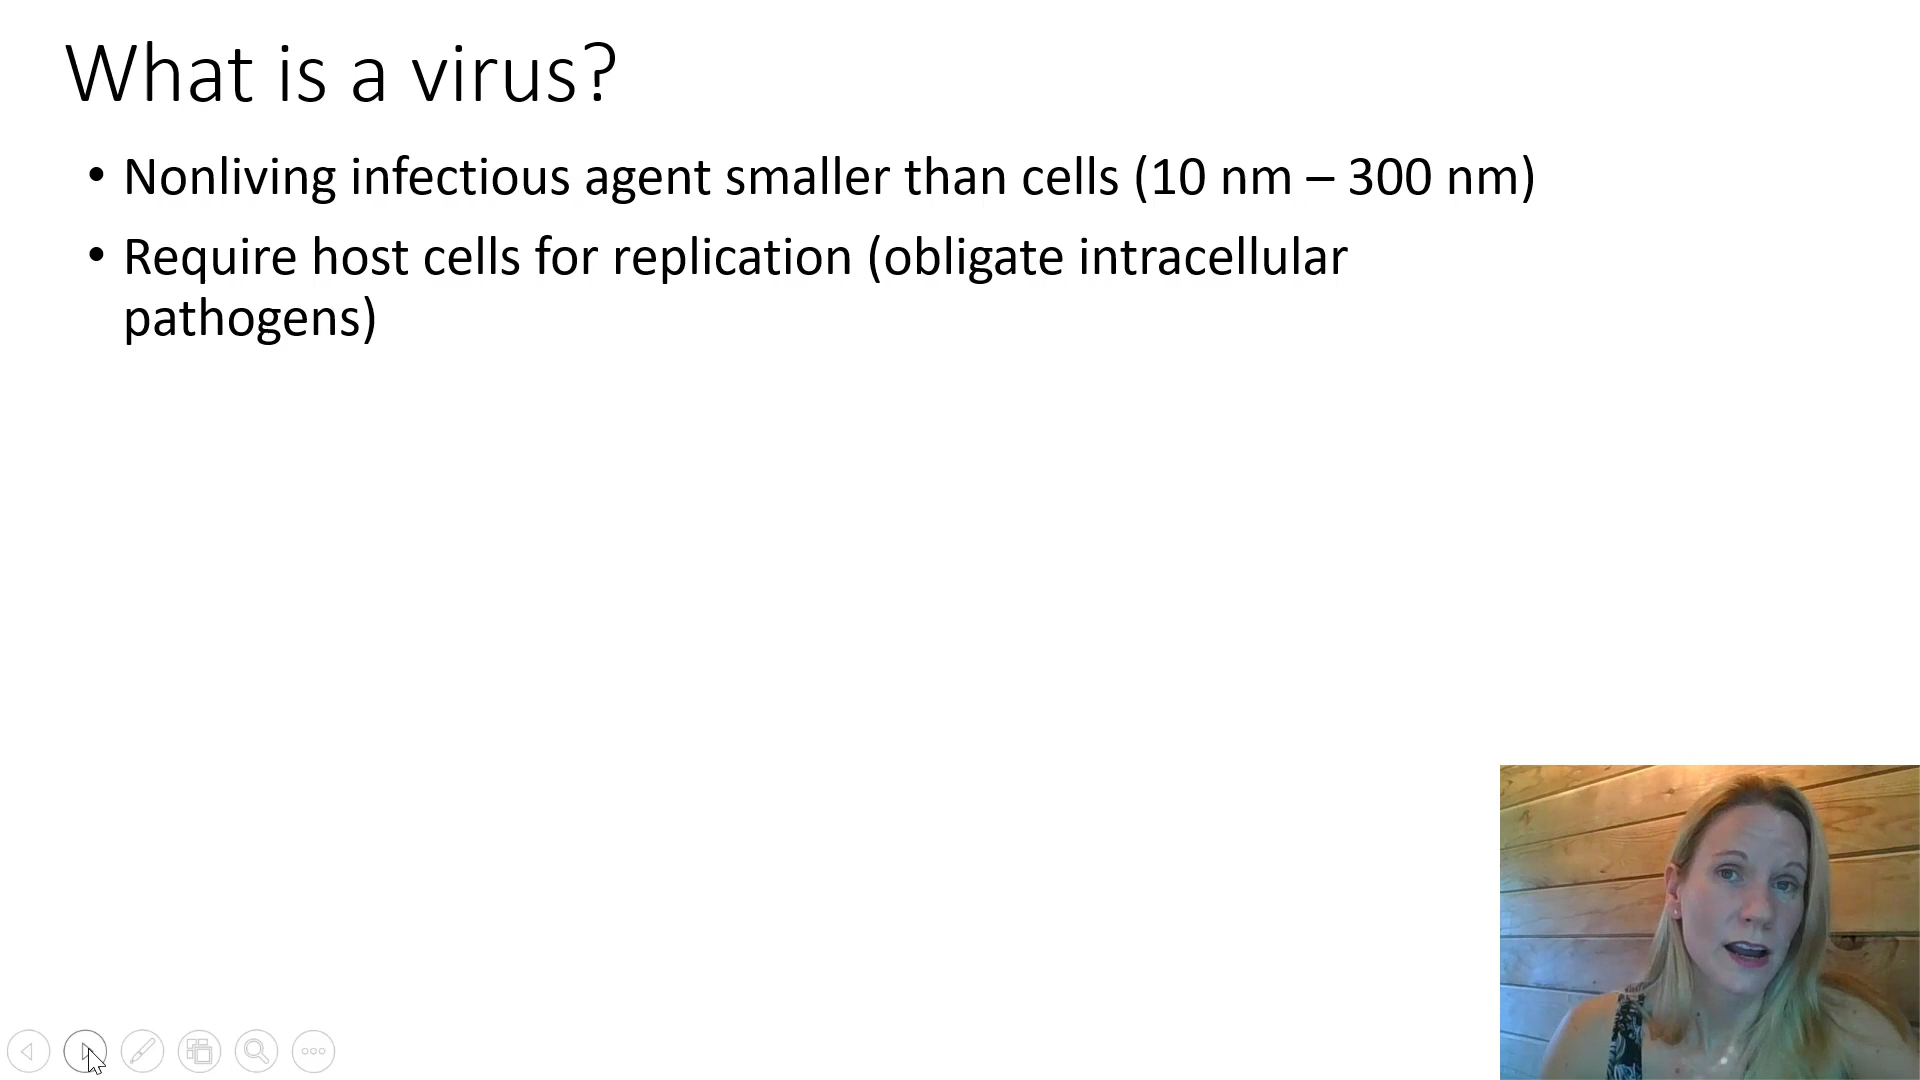 What is a virus?
• Nonliving infectious agent smaller than cells (10 nm – 300 nm)
• Require host cells for replication (obligate intracellular
pathogens)